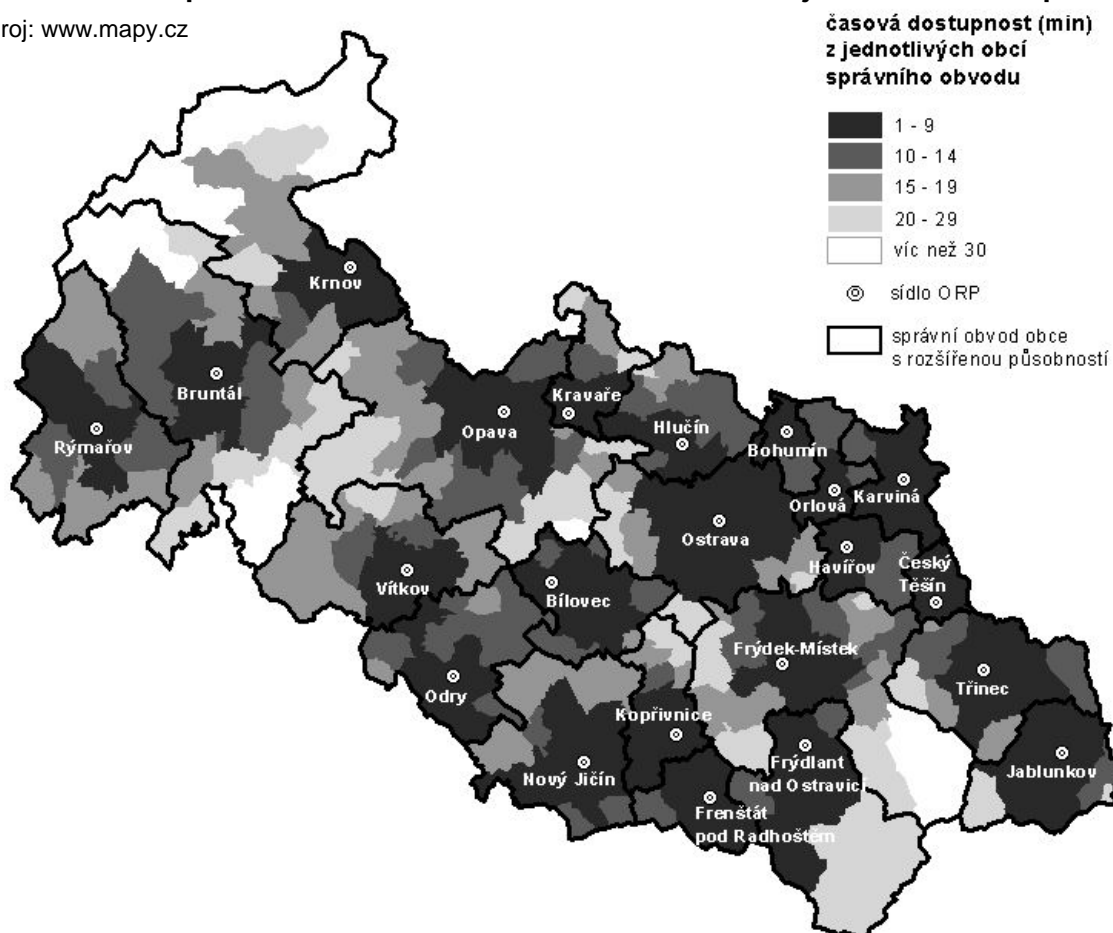 roj: www.mapy.cz
časová dostupnost (min)
z jednotlivých obcí
správního obvodu
1 - 9
10 - 14
15 - 19
20 - 29
víc než 30
sídlo ORP
správní obvod obce
s rozšířenou působností
Krnov
Bruntál
Rýmařov
Opava
Kravaře
Hlučín
Bohumín
Orlová
Karviná
Ostrava
Havířov
Český
Těšín
Vítkov
Bílovec
Frýdek-Místek
Třinec
Odry
Kopřivnice
Nový Jičín
Frýdlant
nad Ostravicí
Jablunkov
Frenštát
pod Radhoštěm